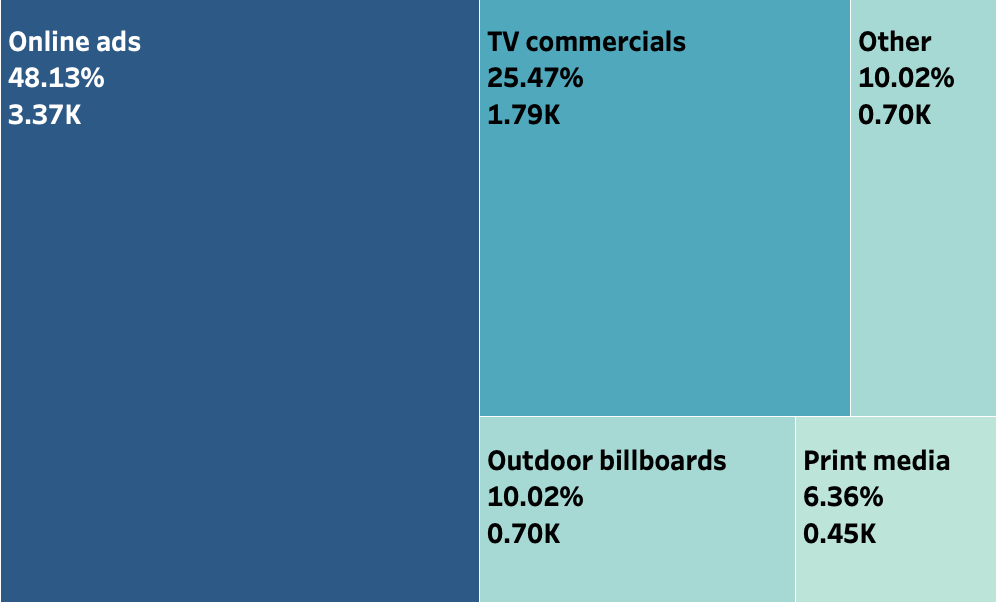 Online ads
48.13%
3.37K
TV commercials
25.47%
1.79K
Other
10.02%
0.70K
Outdoor billboards
10.02%
0.70K
Print media
6.36%
0.45K